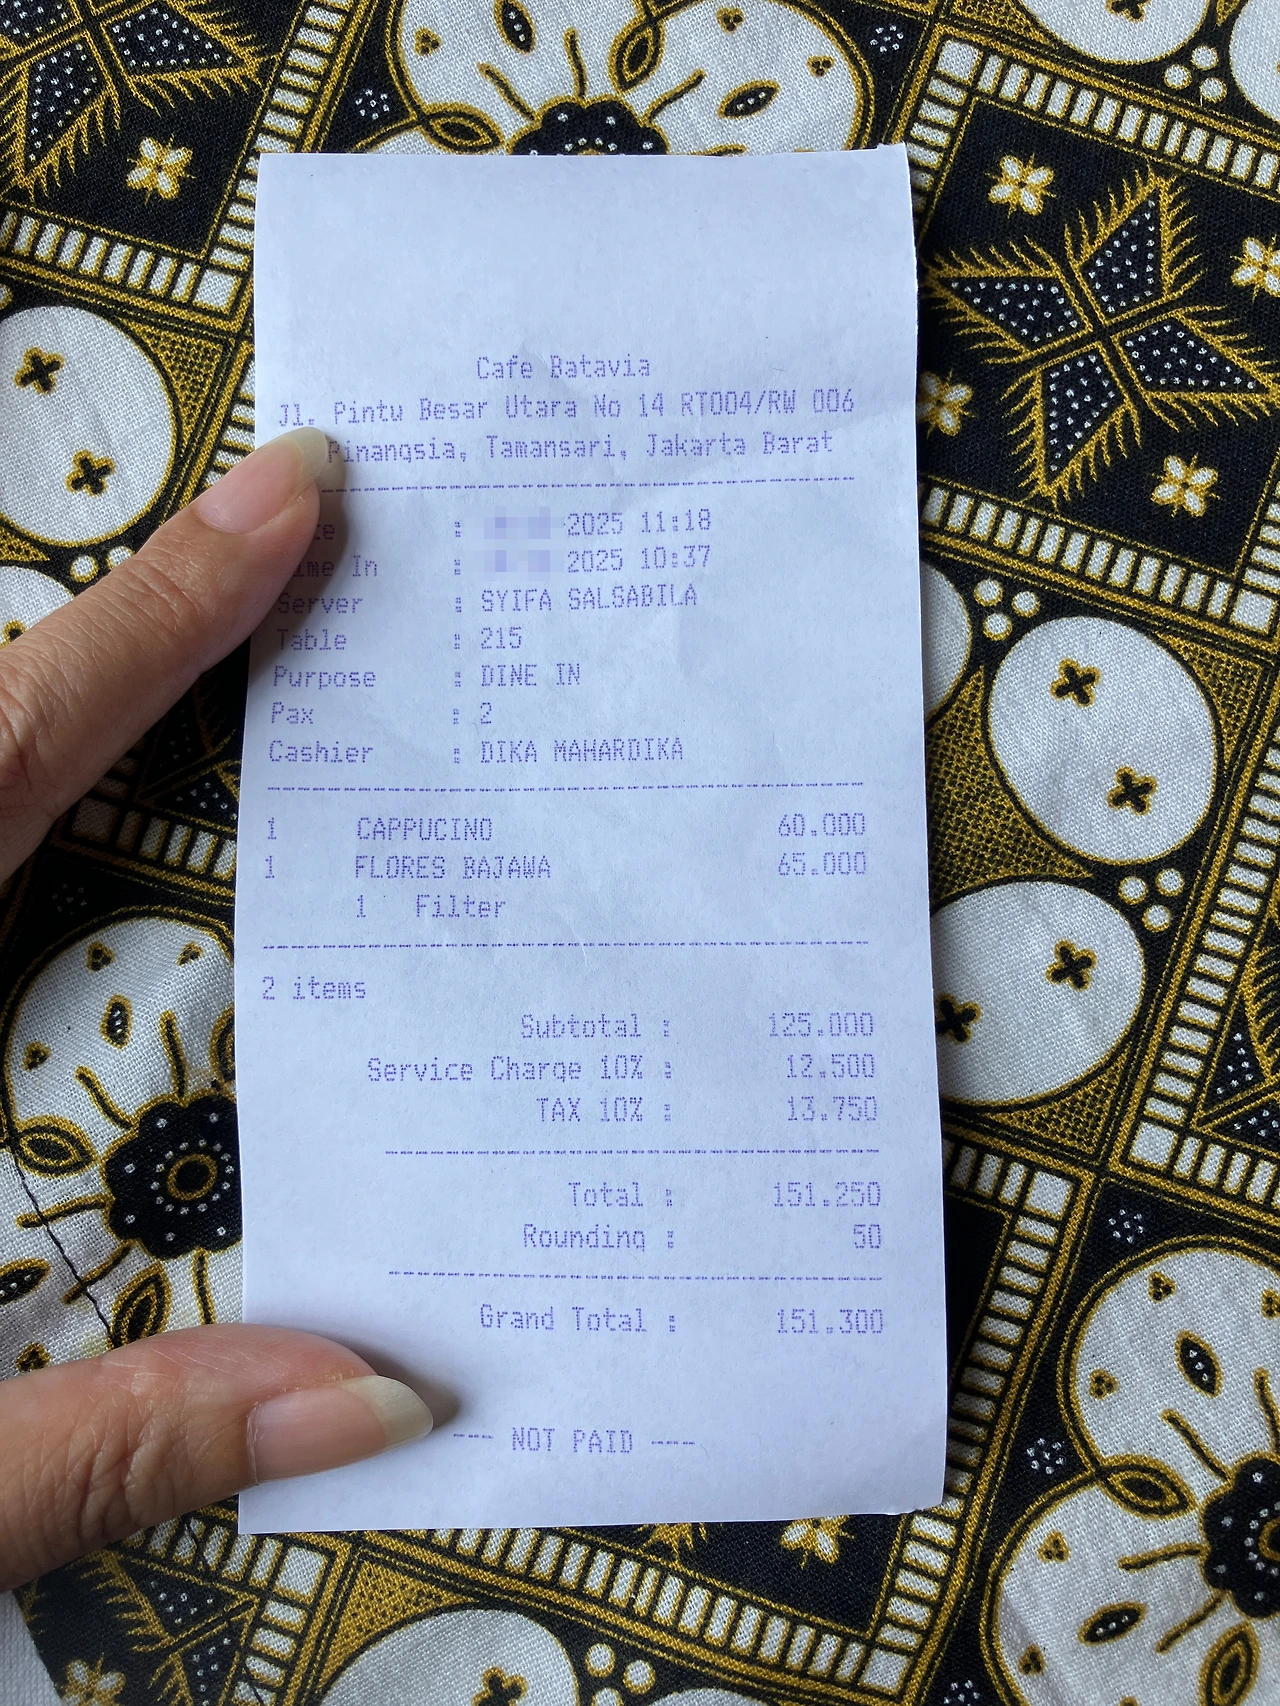 Cafe Batavia
Jl. Pintu Besar Utara No 14 RT004/RW 006
Pinangsia, Tamansari, Jakarta Barat
: 2025 11:18
Time In : 2025 10:37
Server : SYIFA SALSABILA
Table : 215
Purpose : DINE IN
Pax : 2
Cashier : DIKA MAHARDIKA
1 CAPPUCINO 60.000
1 FLORES BAJAWA 65.000
1 Filter
2 items
Subtotal : 125.000
Service Charge 10% : 12.500
TAX 10% : 13.750
Total : 151.250
Rounding : 50
Grand Total : 151.300
---- NOT PAID ----